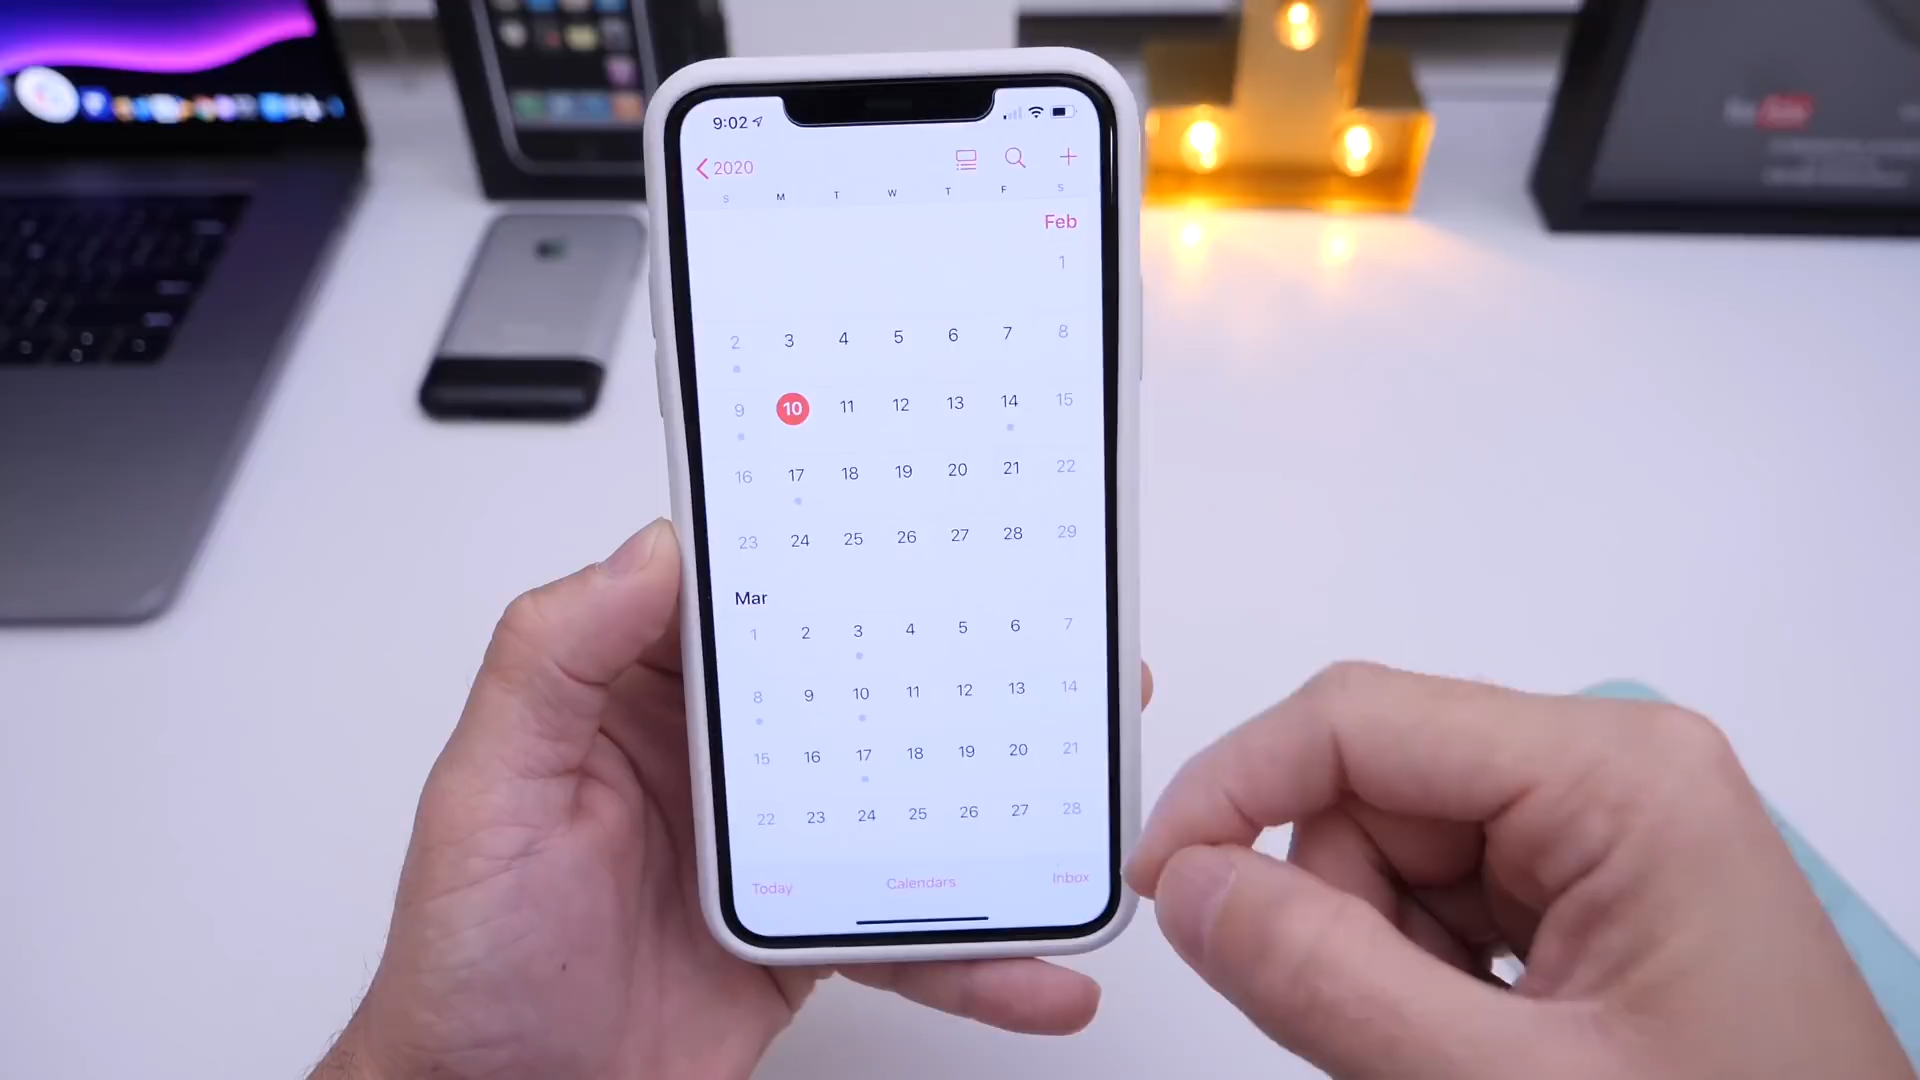 9:02
2020
S M T W T F S
Feb
1
2 3 4 5 6 7 8
9 10 11 12 13 14 15
16 17 18 19 20 21 22
23 24 25 26 27 28 29
Mar
1 2 3 4 5 6 7
8 9 10 11 12 13 14
15 16 17 18 19 20 21
22 23 24 25 26 27 28
Today Calendars Inbox